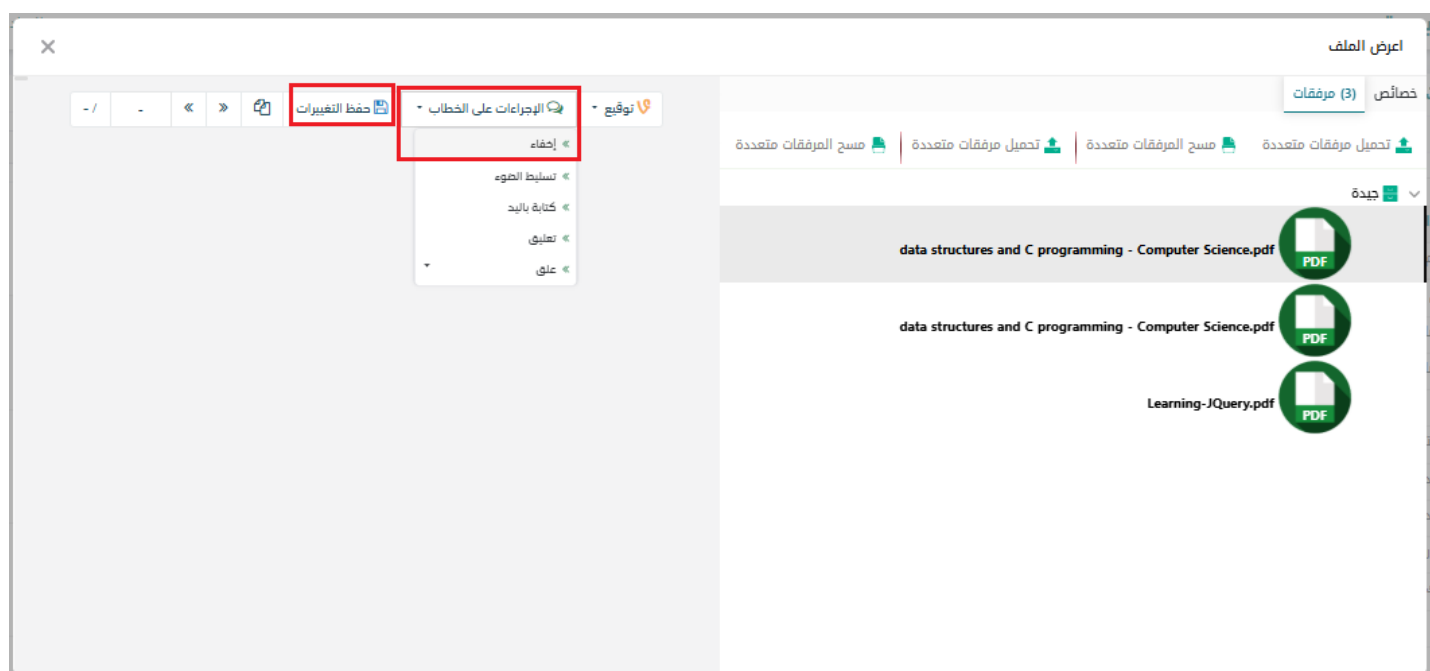 اعرض الملف
خصائص (3) مرفقات
تحميل مرفقات متعددة مسح المرفقات متعددة تحميل مرفقات متعددة مسح المرفقات متعددة
جيدة
data structures and C programming - Computer Science.pdf
PDF
data structures and C programming - Computer Science.pdf
PDF
Learning-JQuery.pdf
PDF
توقيع الإجراءات على الخطاب حفظ التغييرات - / -
» إخفاء
» تسليط الضوء
» كتابة باليد
» تعليق
» علق